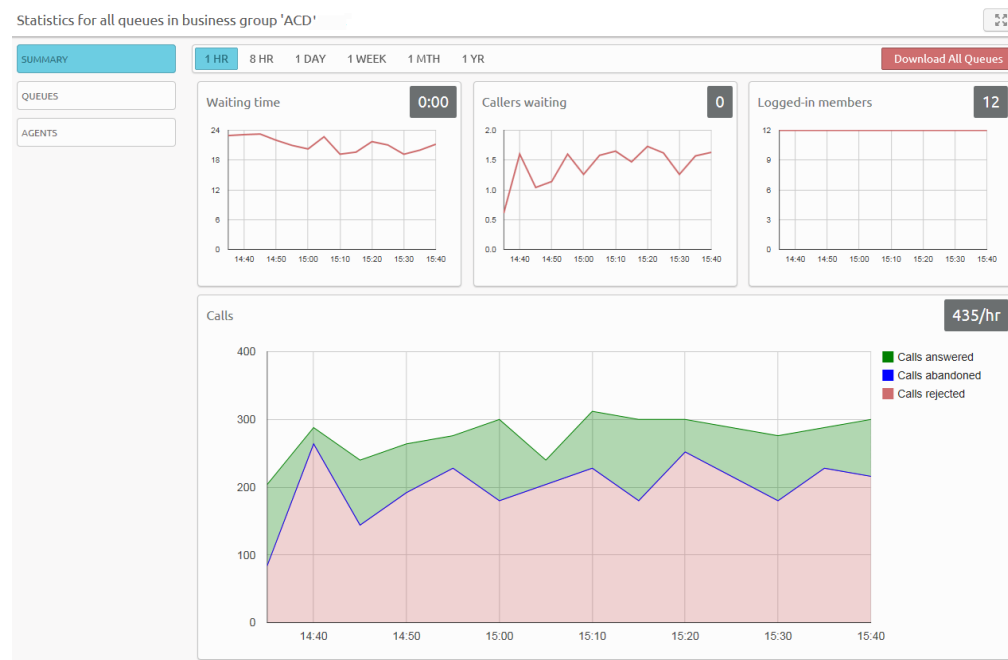 Statistics for all queues in business group 'ACD'
SUMMARY
QUEUES
AGENTS
1 HR 8 HR 1 DAY 1 WEEK 1 MTH 1 YR
Download All Queues
Waiting time 0:00
24
18
12
6
0
14:40 14:50 15:00 15:10 15:20 15:30 15:40
Callers waiting 0
2.0
1.5
1.0
0.5
0.0
14:40 14:50 15:00 15:10 15:20 15:30 15:40
Logged-in members 12
12
9
6
3
0
14:40 14:50 15:00 15:10 15:20 15:30 15:40
Calls 435/hr
400
300
200
100
0
14:40 14:50 15:00 15:10 15:20 15:30 15:40
Calls answered
Calls abandoned
Calls rejected